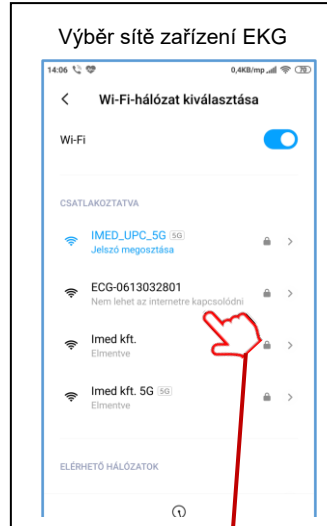 Výběr sítě zařízení EKG
14:06 0,4KB/mp 70
Wi-Fi-hálózat kiválasztása
Wi-Fi
CSATLAKOZTATVA
IMED_UPC_5G 5G
Jelszó megosztása
ECG-0613032801
Nem lehet az internetre kapcsolódni
Imed kft.
Elmentve
Imed kft. 5G 5G
Elmentve
ELÉRHETŐ HÁLÓZATOK